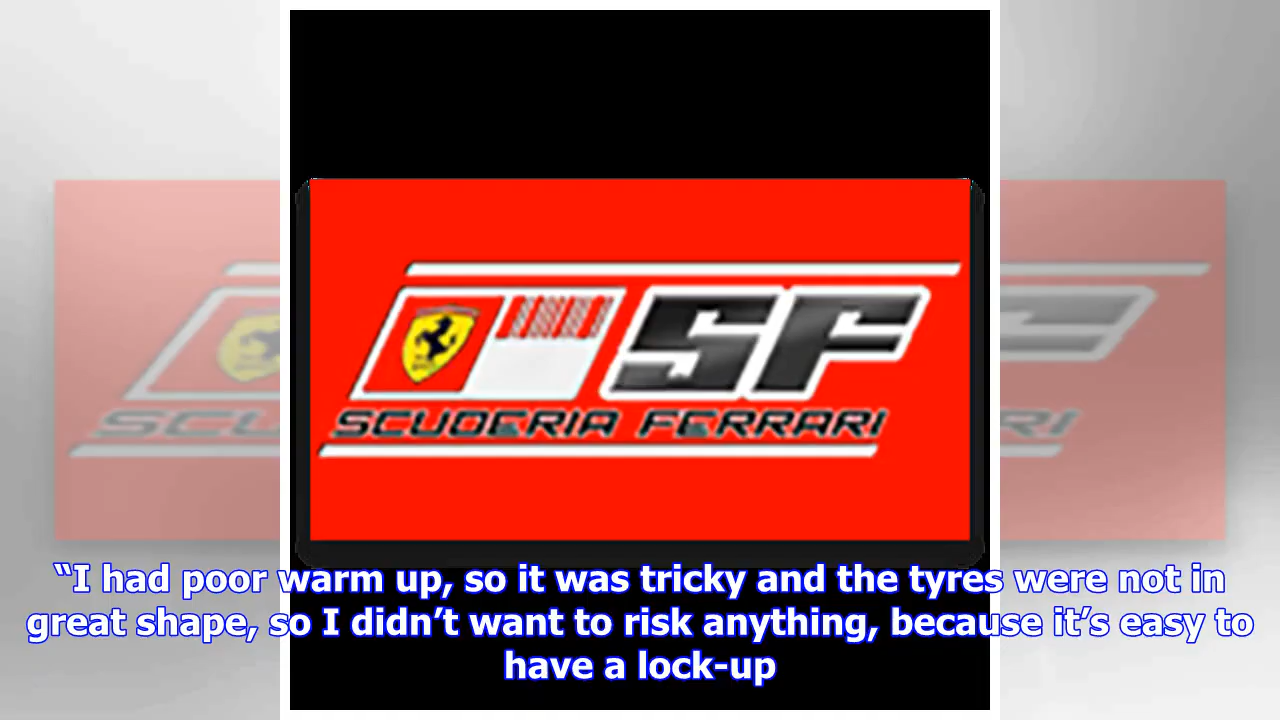 SF
SCUDERIA FERRARI
“I had poor warm up, so it was tricky and the tyres were not in
great shape, so I didn’t want to risk anything, because it’s easy to
have a lock-up